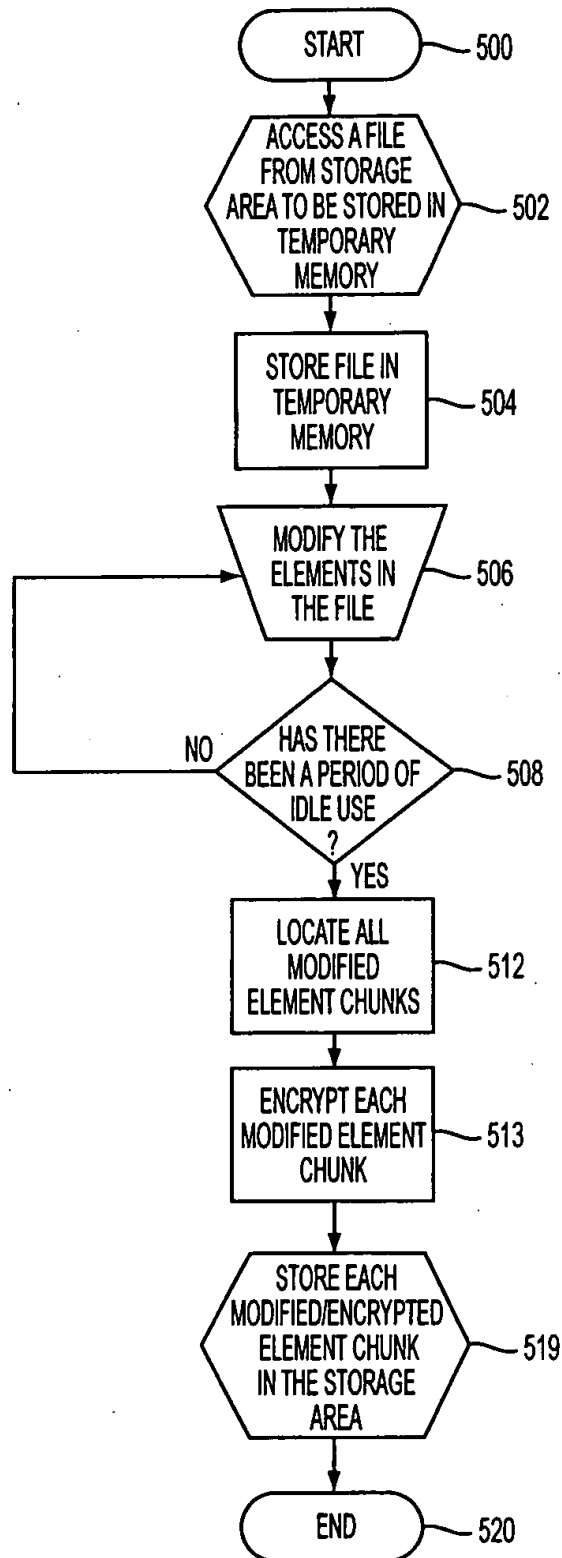 START
500
ACCESS A FILE
FROM STORAGE
AREA TO BE STORED IN
TEMPORARY
MEMORY
502
STORE FILE IN
TEMPORARY
MEMORY
504
MODIFY THE
ELEMENTS IN
THE FILE
506
NO
HAS THERE
BEEN A PERIOD OF
IDLE USE
?
508
YES
LOCATE ALL
MODIFIED
ELEMENT CHUNKS
512
ENCRYPT EACH
MODIFIED ELEMENT
CHUNK
513
STORE EACH
MODIFIED/ENCRYPTED
ELEMENT CHUNK
IN THE STORAGE
AREA
519
END
520